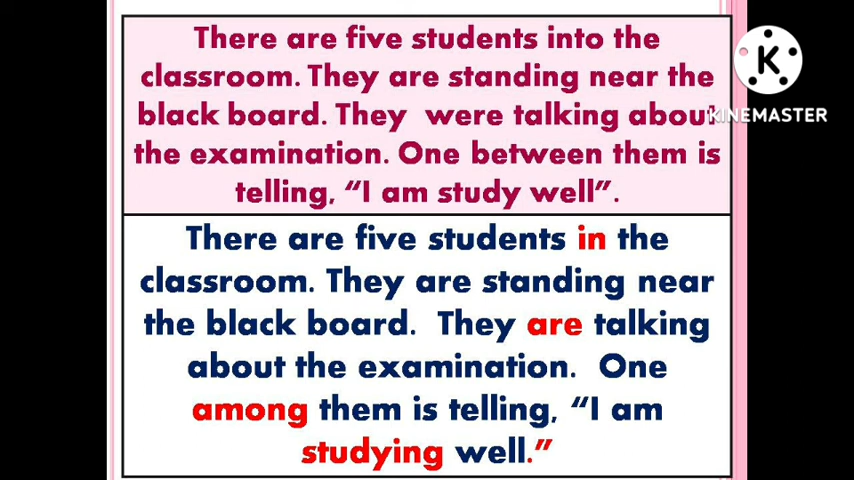 There are five students into the
classroom. They are standing near the
black board. They were talking about
the examination. One between them is
telling, “I am study well”.
There are five students in the
classroom. They are standing near
the black board. They are talking
about the examination. One
among them is telling, “I am
studying well.”
K
KINEMASTER